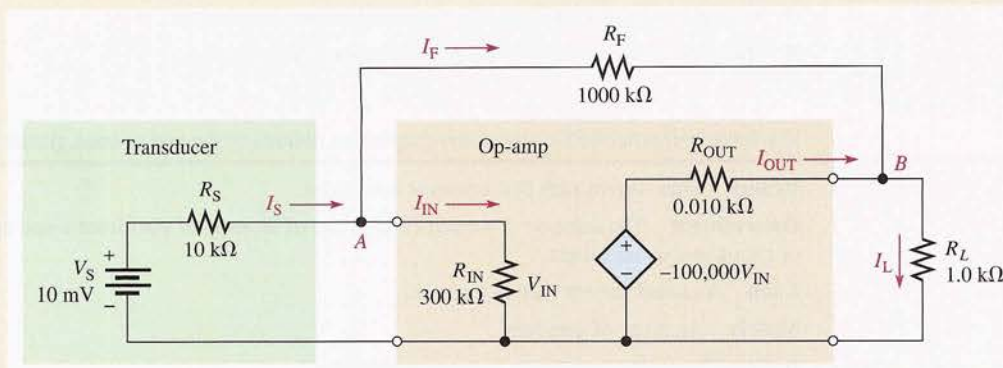 I_F
R_F
1000 kΩ
Transducer
Op-amp
R_S
I_S
I_IN
R_OUT
I_OUT
B
10 kΩ
A
0.010 kΩ
V_S
10 mV
+
−
R_IN
300 kΩ
V_IN
+
−
−100,000V_IN
I_L
R_L
1.0 kΩ